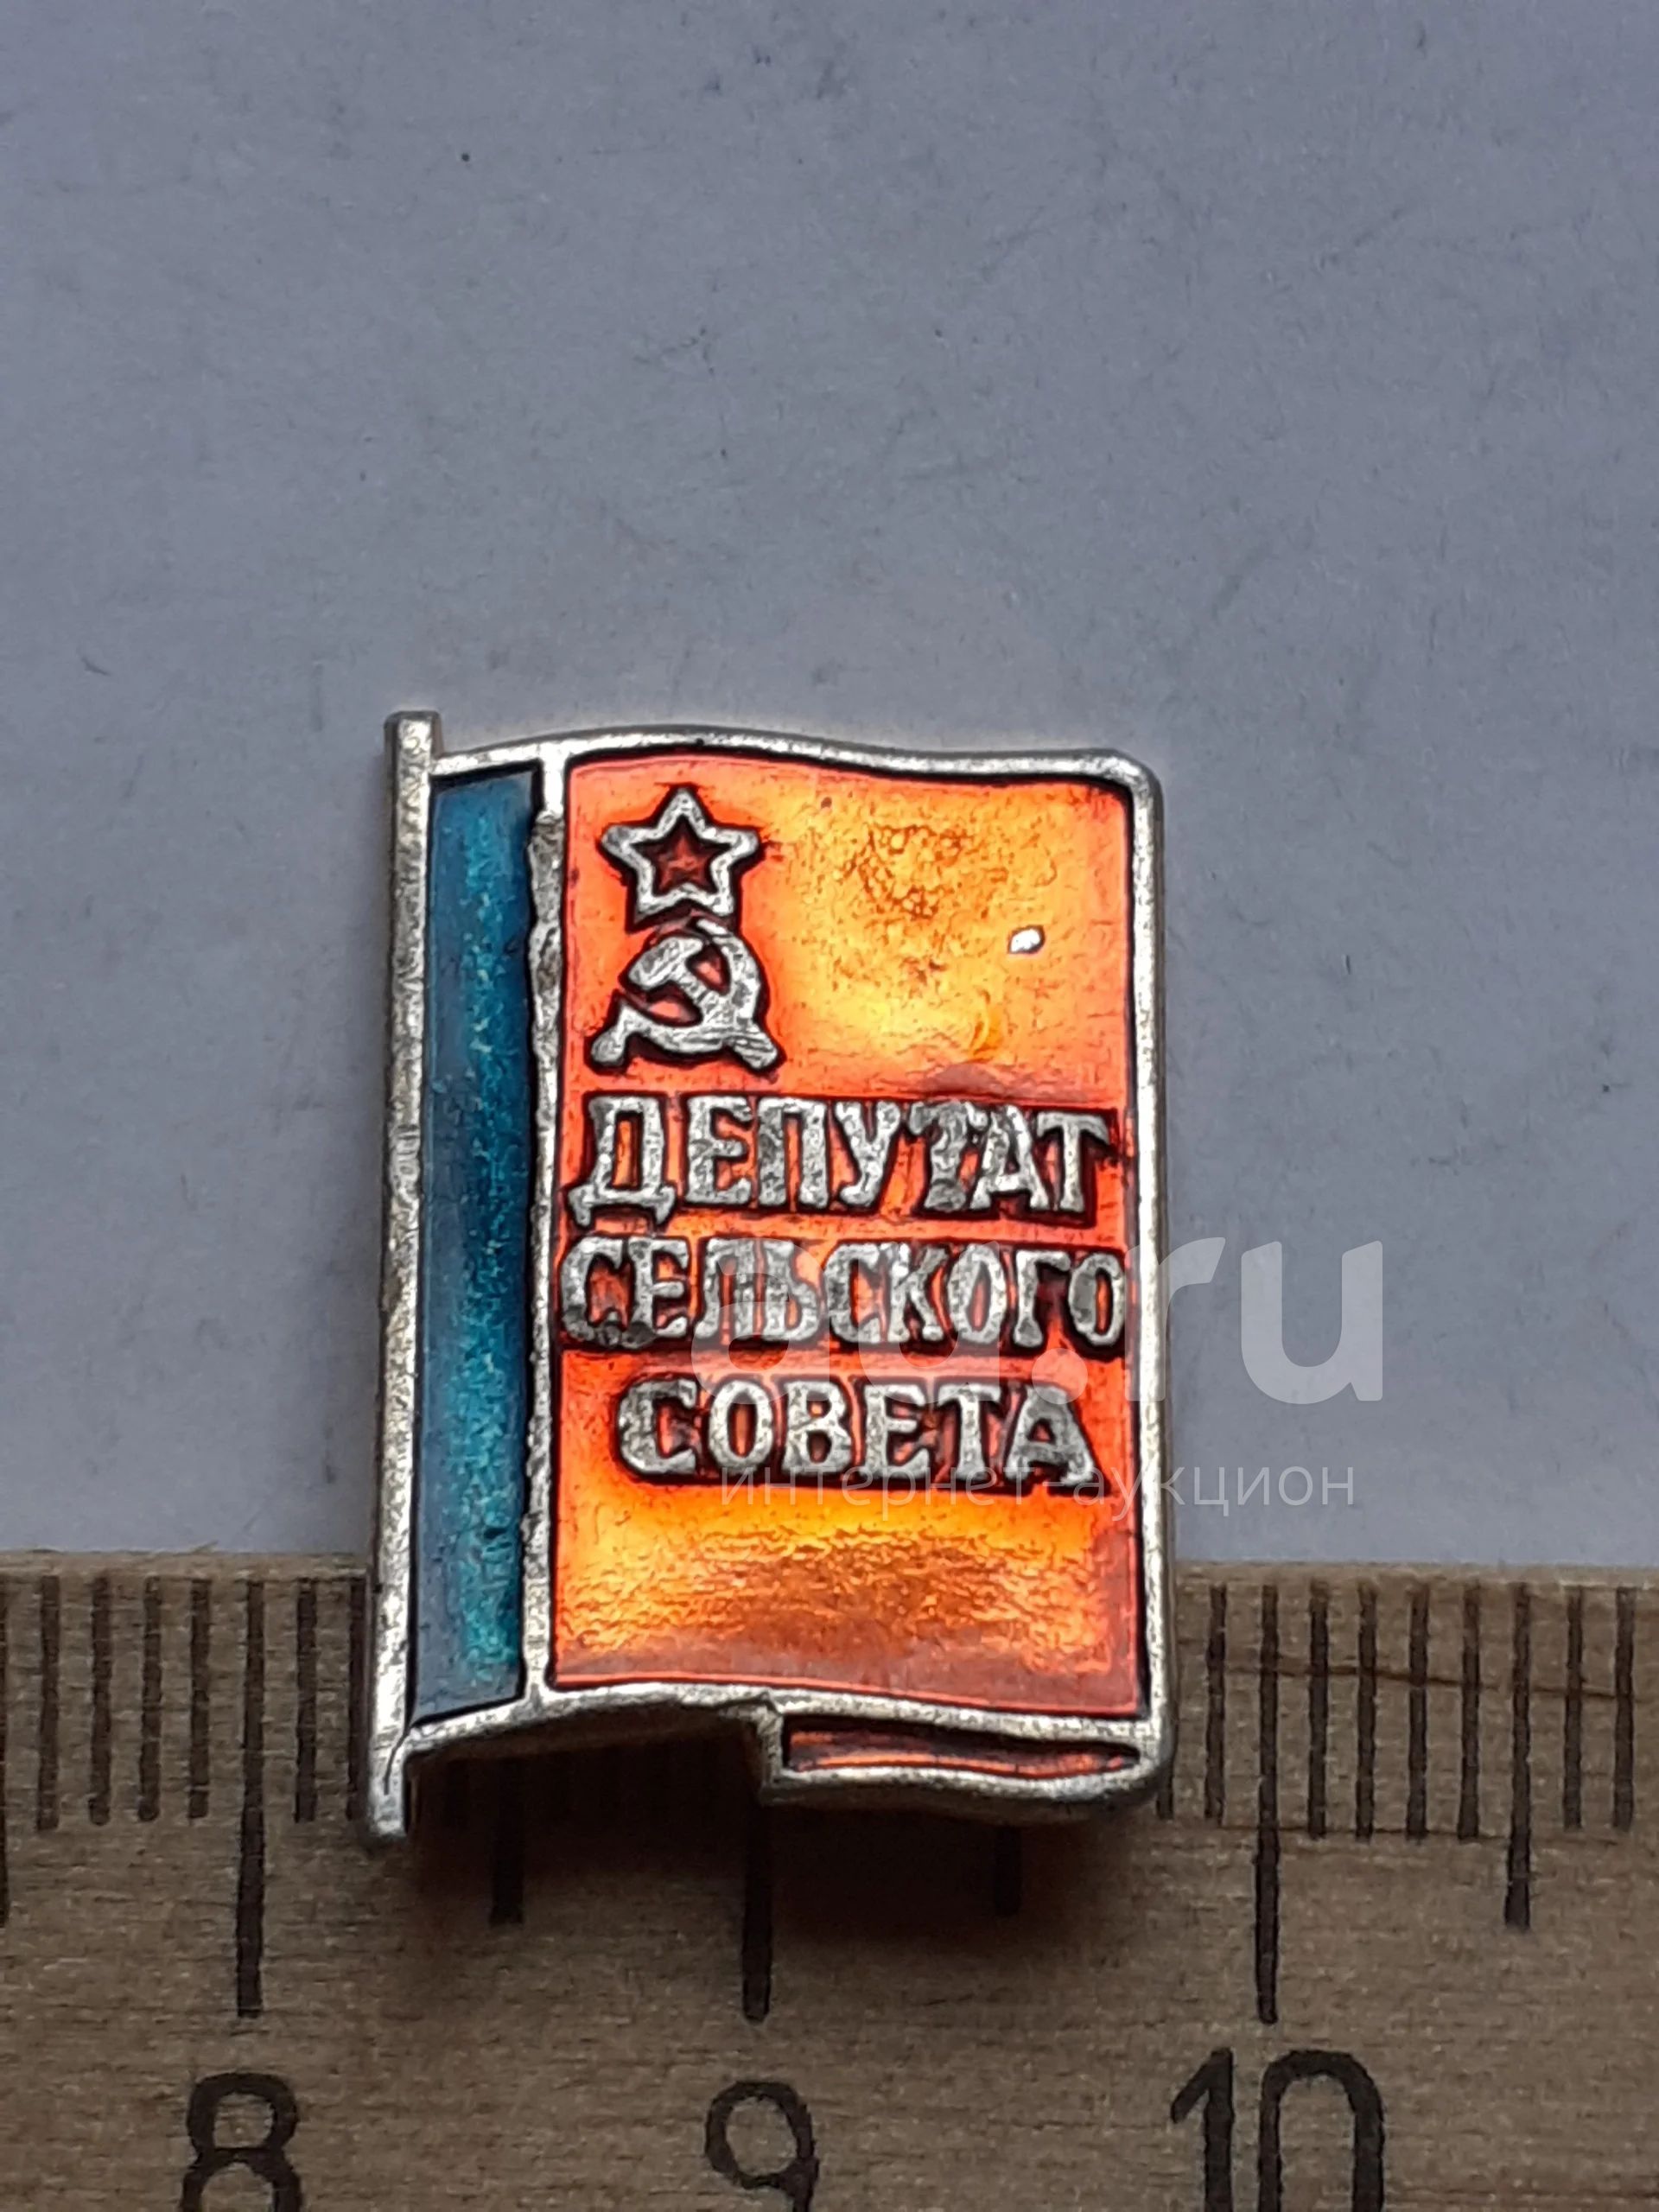 ДЕПУТАТ
СЕЛЬСКОГО
СОВЕТА
au.ru
интернет-аукцион
8 9 10